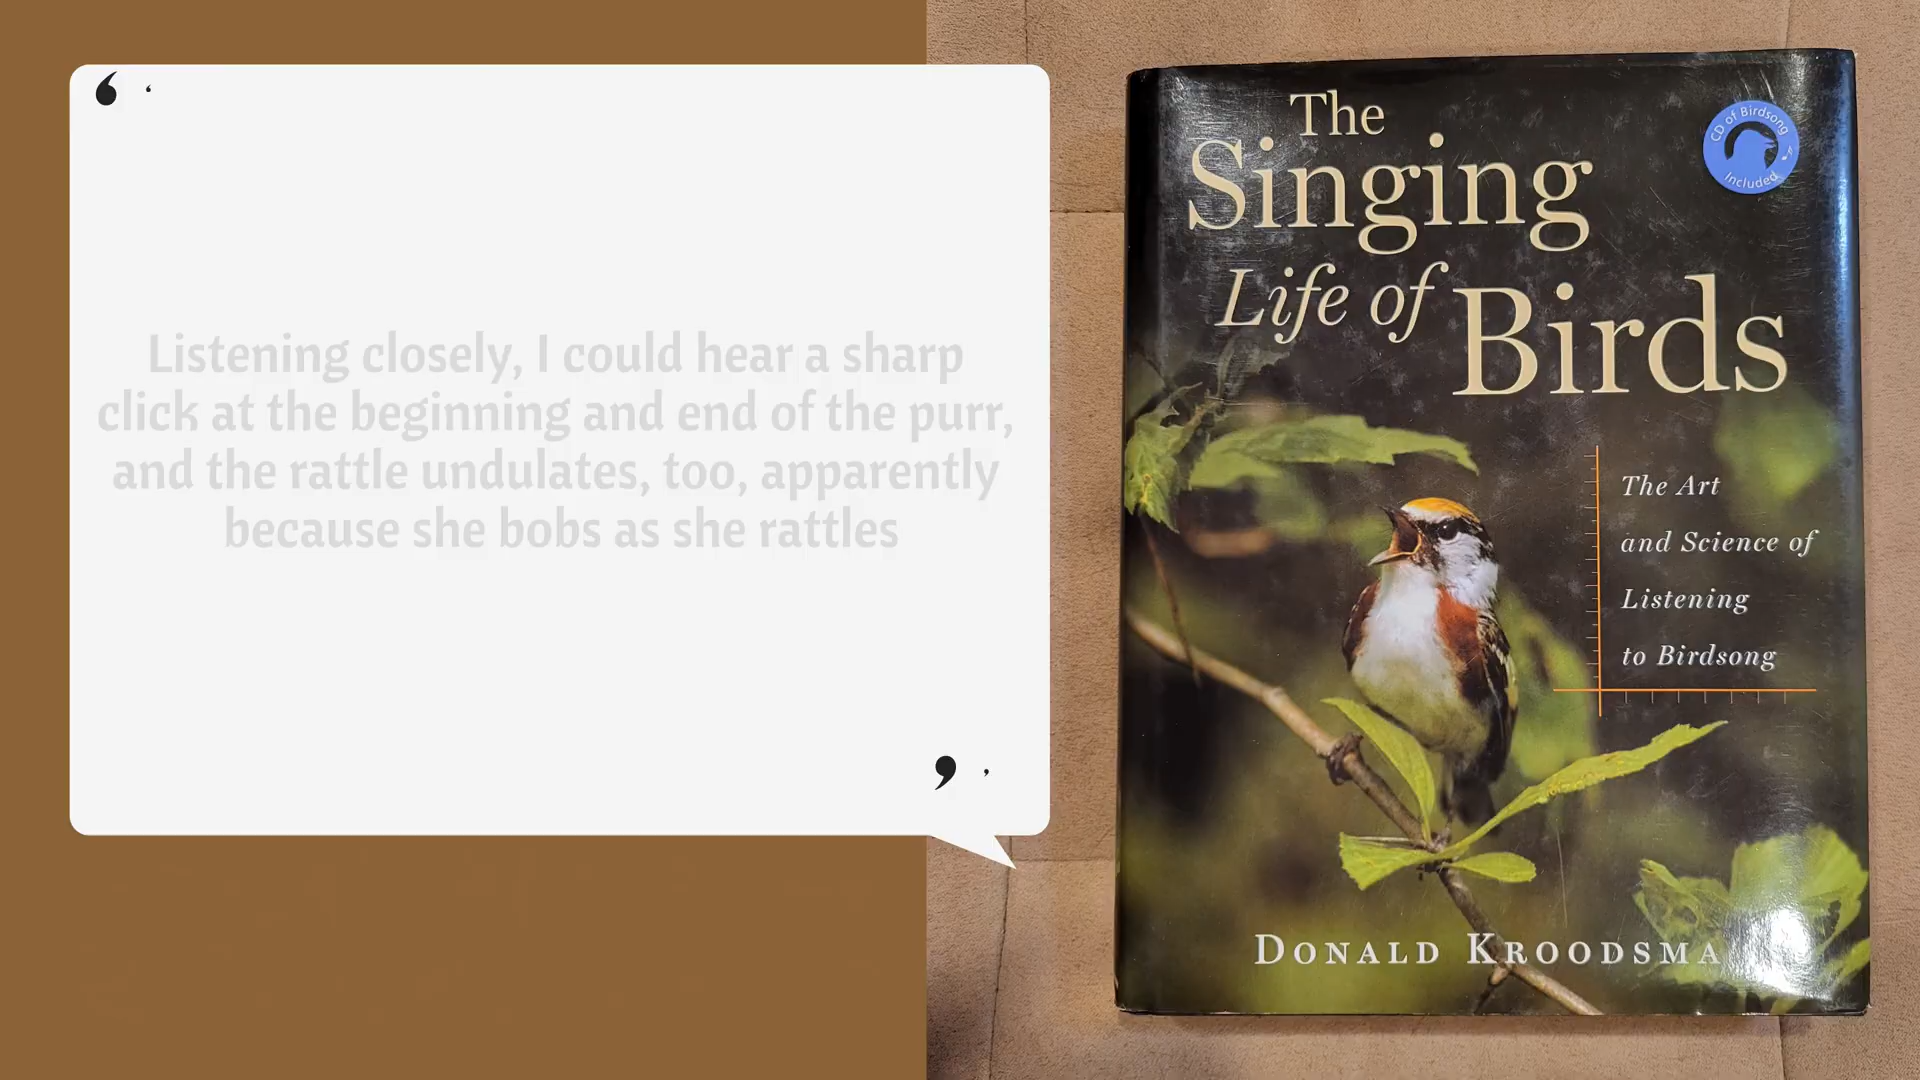 ‘ ‘
Listening closely, I could hear a sharp
click at the beginning and end of the purr,
and the rattle undulates, too, apparently
because she bobs as she rattles
’ ’
The
Singing
Life of Birds
CD of Birdsong
Included
The Art
and Science of
Listening
to Birdsong
DONALD KROODSMA